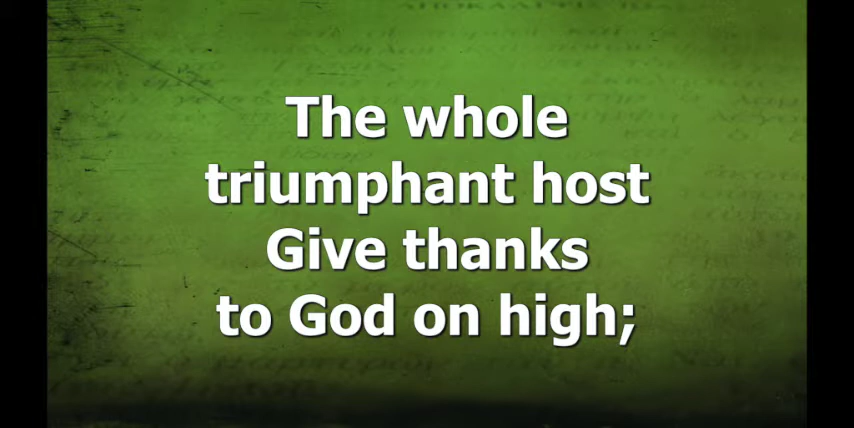 The whole
triumphant host
Give thanks
to God on high;